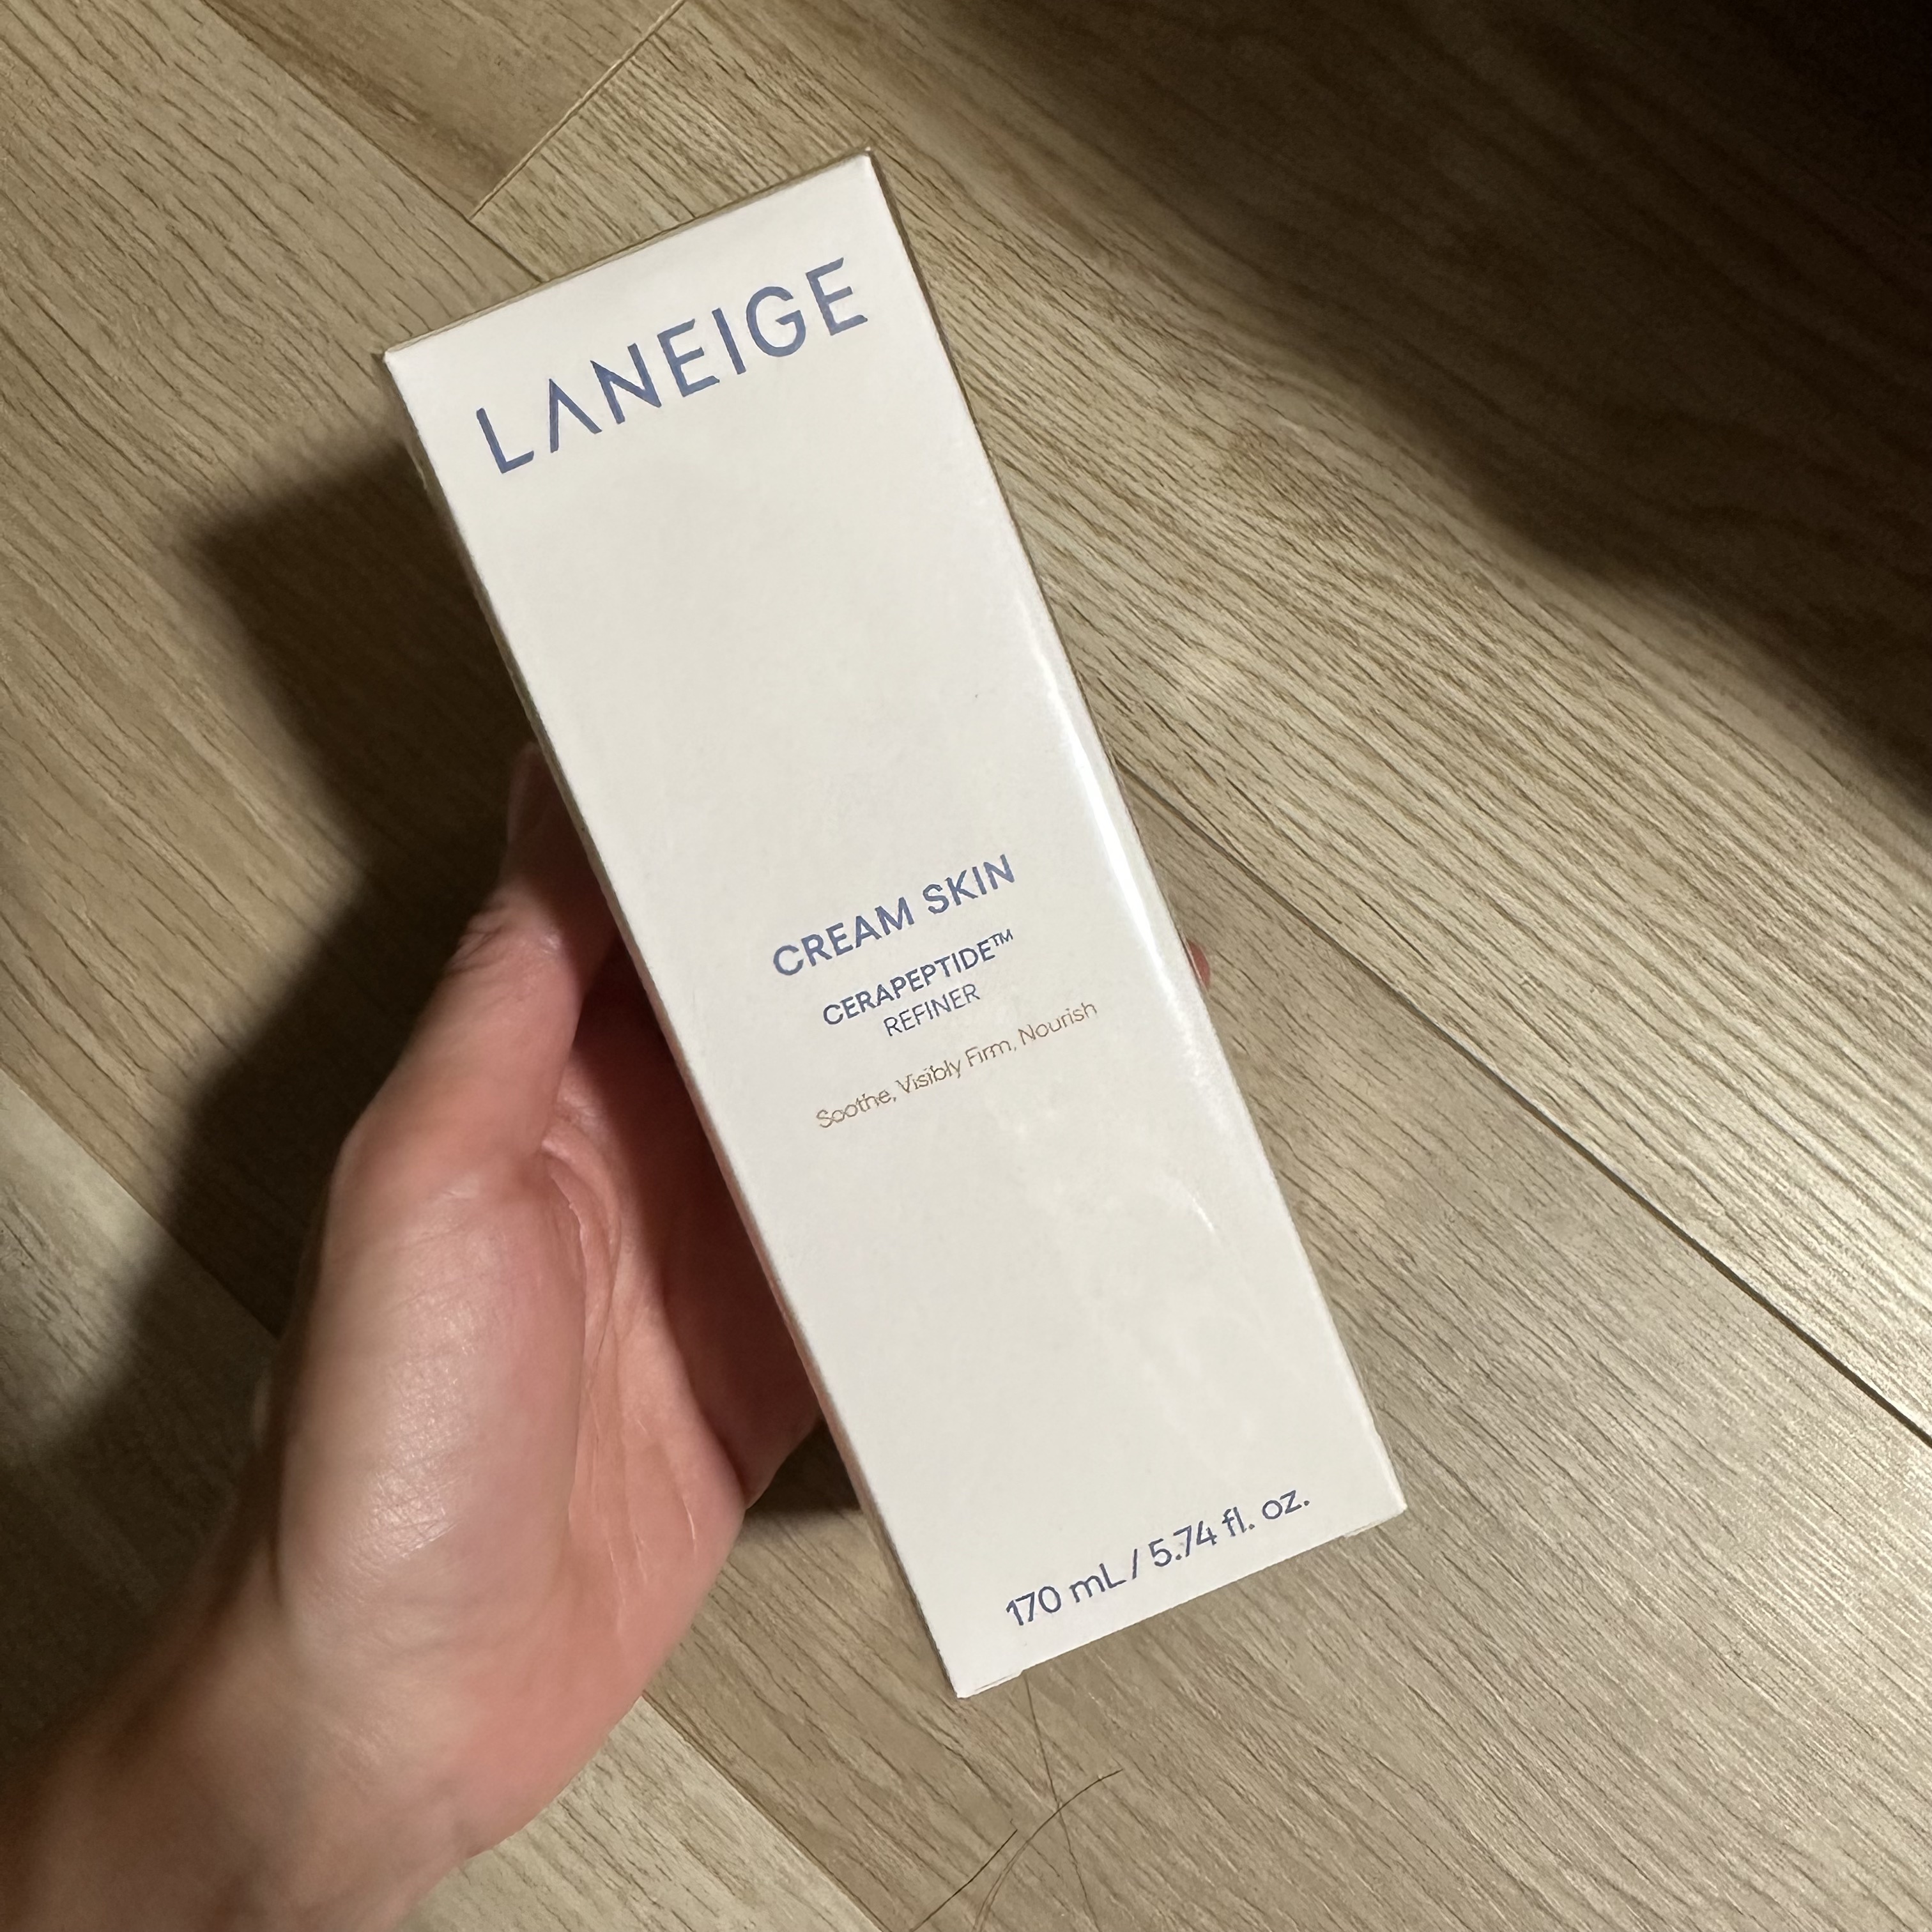 LANEIGE
CREAM SKIN
CERAPEPTIDE™
REFINER
Soothe, Visibly Firm, Nourish
170 mL / 5.74 fl. oz.